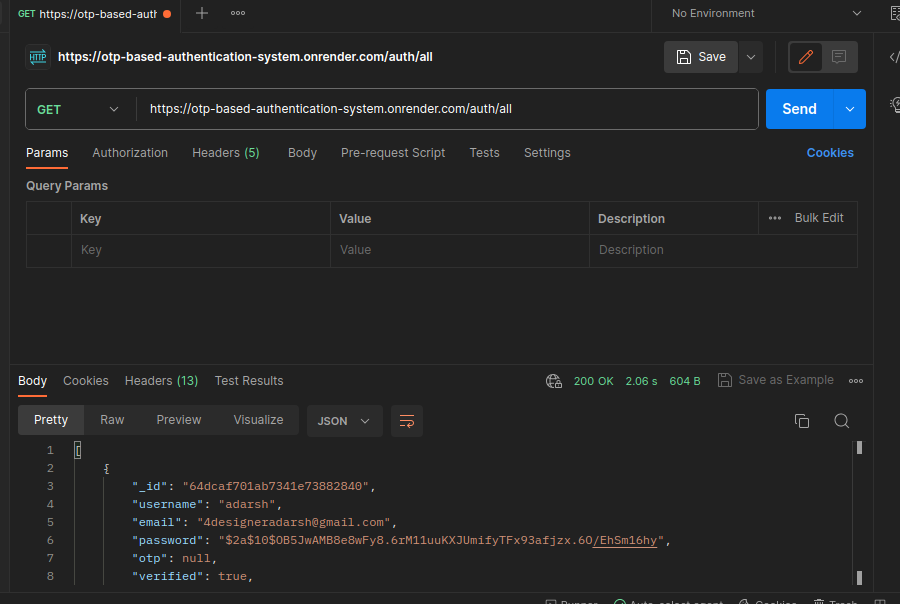 GET https://otp-based-auth
No Environment
HTTP https://otp-based-authentication-system.onrender.com/auth/all
Save
GET https://otp-based-authentication-system.onrender.com/auth/all
Send
Params Authorization Headers (5) Body Pre-request Script Tests Settings Cookies
Query Params
Key Value Description Bulk Edit
Key Value Description
Body Cookies Headers (13) Test Results 200 OK 2.06 s 604 B Save as Example
Pretty Raw Preview Visualize JSON
1 [
2 {
3 "_id": "64dcaf701ab7341e73882840",
4 "username": "adarsh",
5 "email": "4designeradarsh@gmail.com",
6 "password": "$2a$10$OB5JwAMB8e8wFy8.6rM11uuKXJUmifyTFx93afjzx.6O/EhSm16hy",
7 "otp": null,
8 "verified": true,
Runner Auto-select agent Cookies Trash